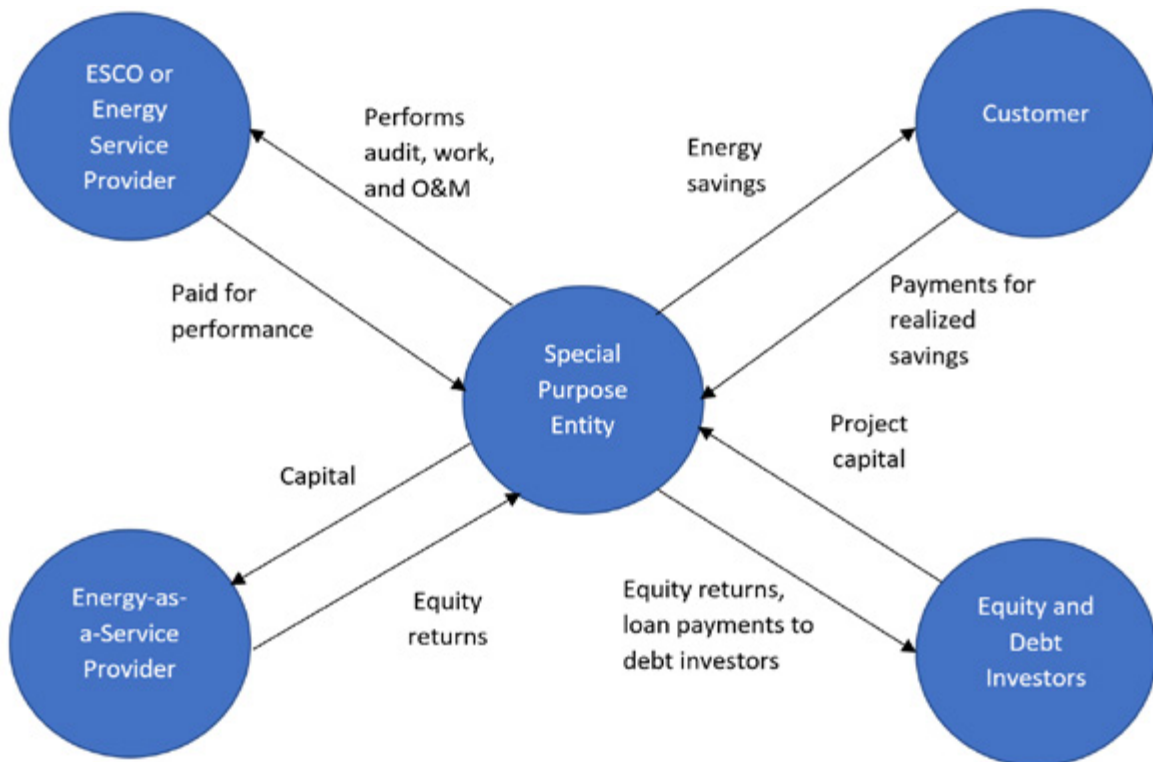 ESCO or
Energy
Service
Provider
Performs
audit, work,
and O&M
Energy
savings
Customer
Paid for
performance
Payments for
realized
savings
Special
Purpose
Entity
Capital
Project
capital
Energy-as-
a-Service
Provider
Equity
returns
Equity returns,
loan payments to
debt investors
Equity and
Debt
Investors